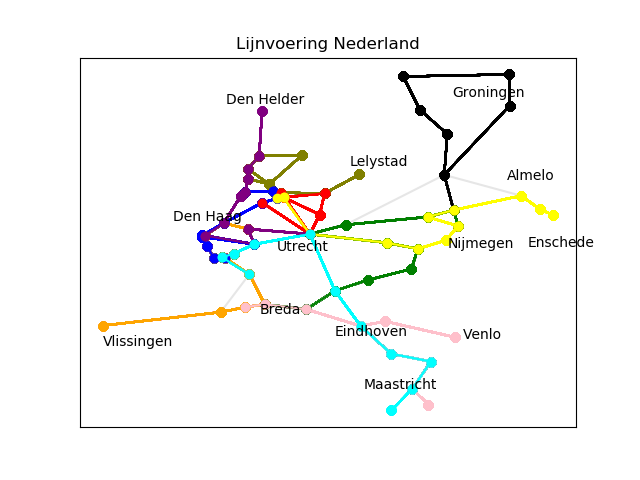 Lijnvoering Nederland
Den Helder
Groningen
Lelystad
Almelo
Den Haag
Utrecht
Nijmegen
Enschede
Breda
Vlissingen
Eindhoven
Venlo
Maastricht